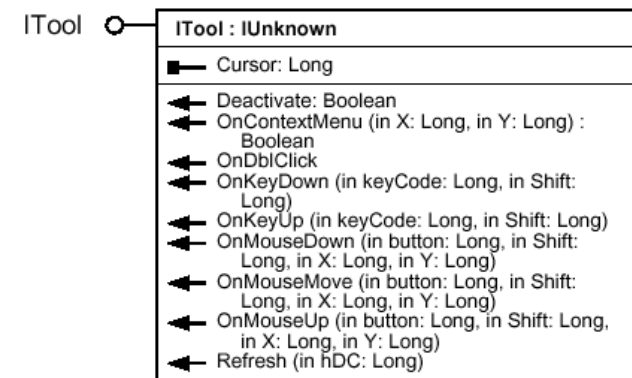 ITool
ITool : IUnknown
Cursor: Long
Deactivate: Boolean
OnContextMenu (in X: Long, in Y: Long) :
Boolean
OnDblClick
OnKeyDown (in keyCode: Long, in Shift:
Long)
OnKeyUp (in keyCode: Long, in Shift: Long)
OnMouseDown (in button: Long, in Shift:
Long, in X: Long, in Y: Long)
OnMouseMove (in button: Long, in Shift:
Long, in X: Long, in Y: Long)
OnMouseUp (in button: Long, in Shift: Long,
in X: Long, in Y: Long)
Refresh (in hDC: Long)